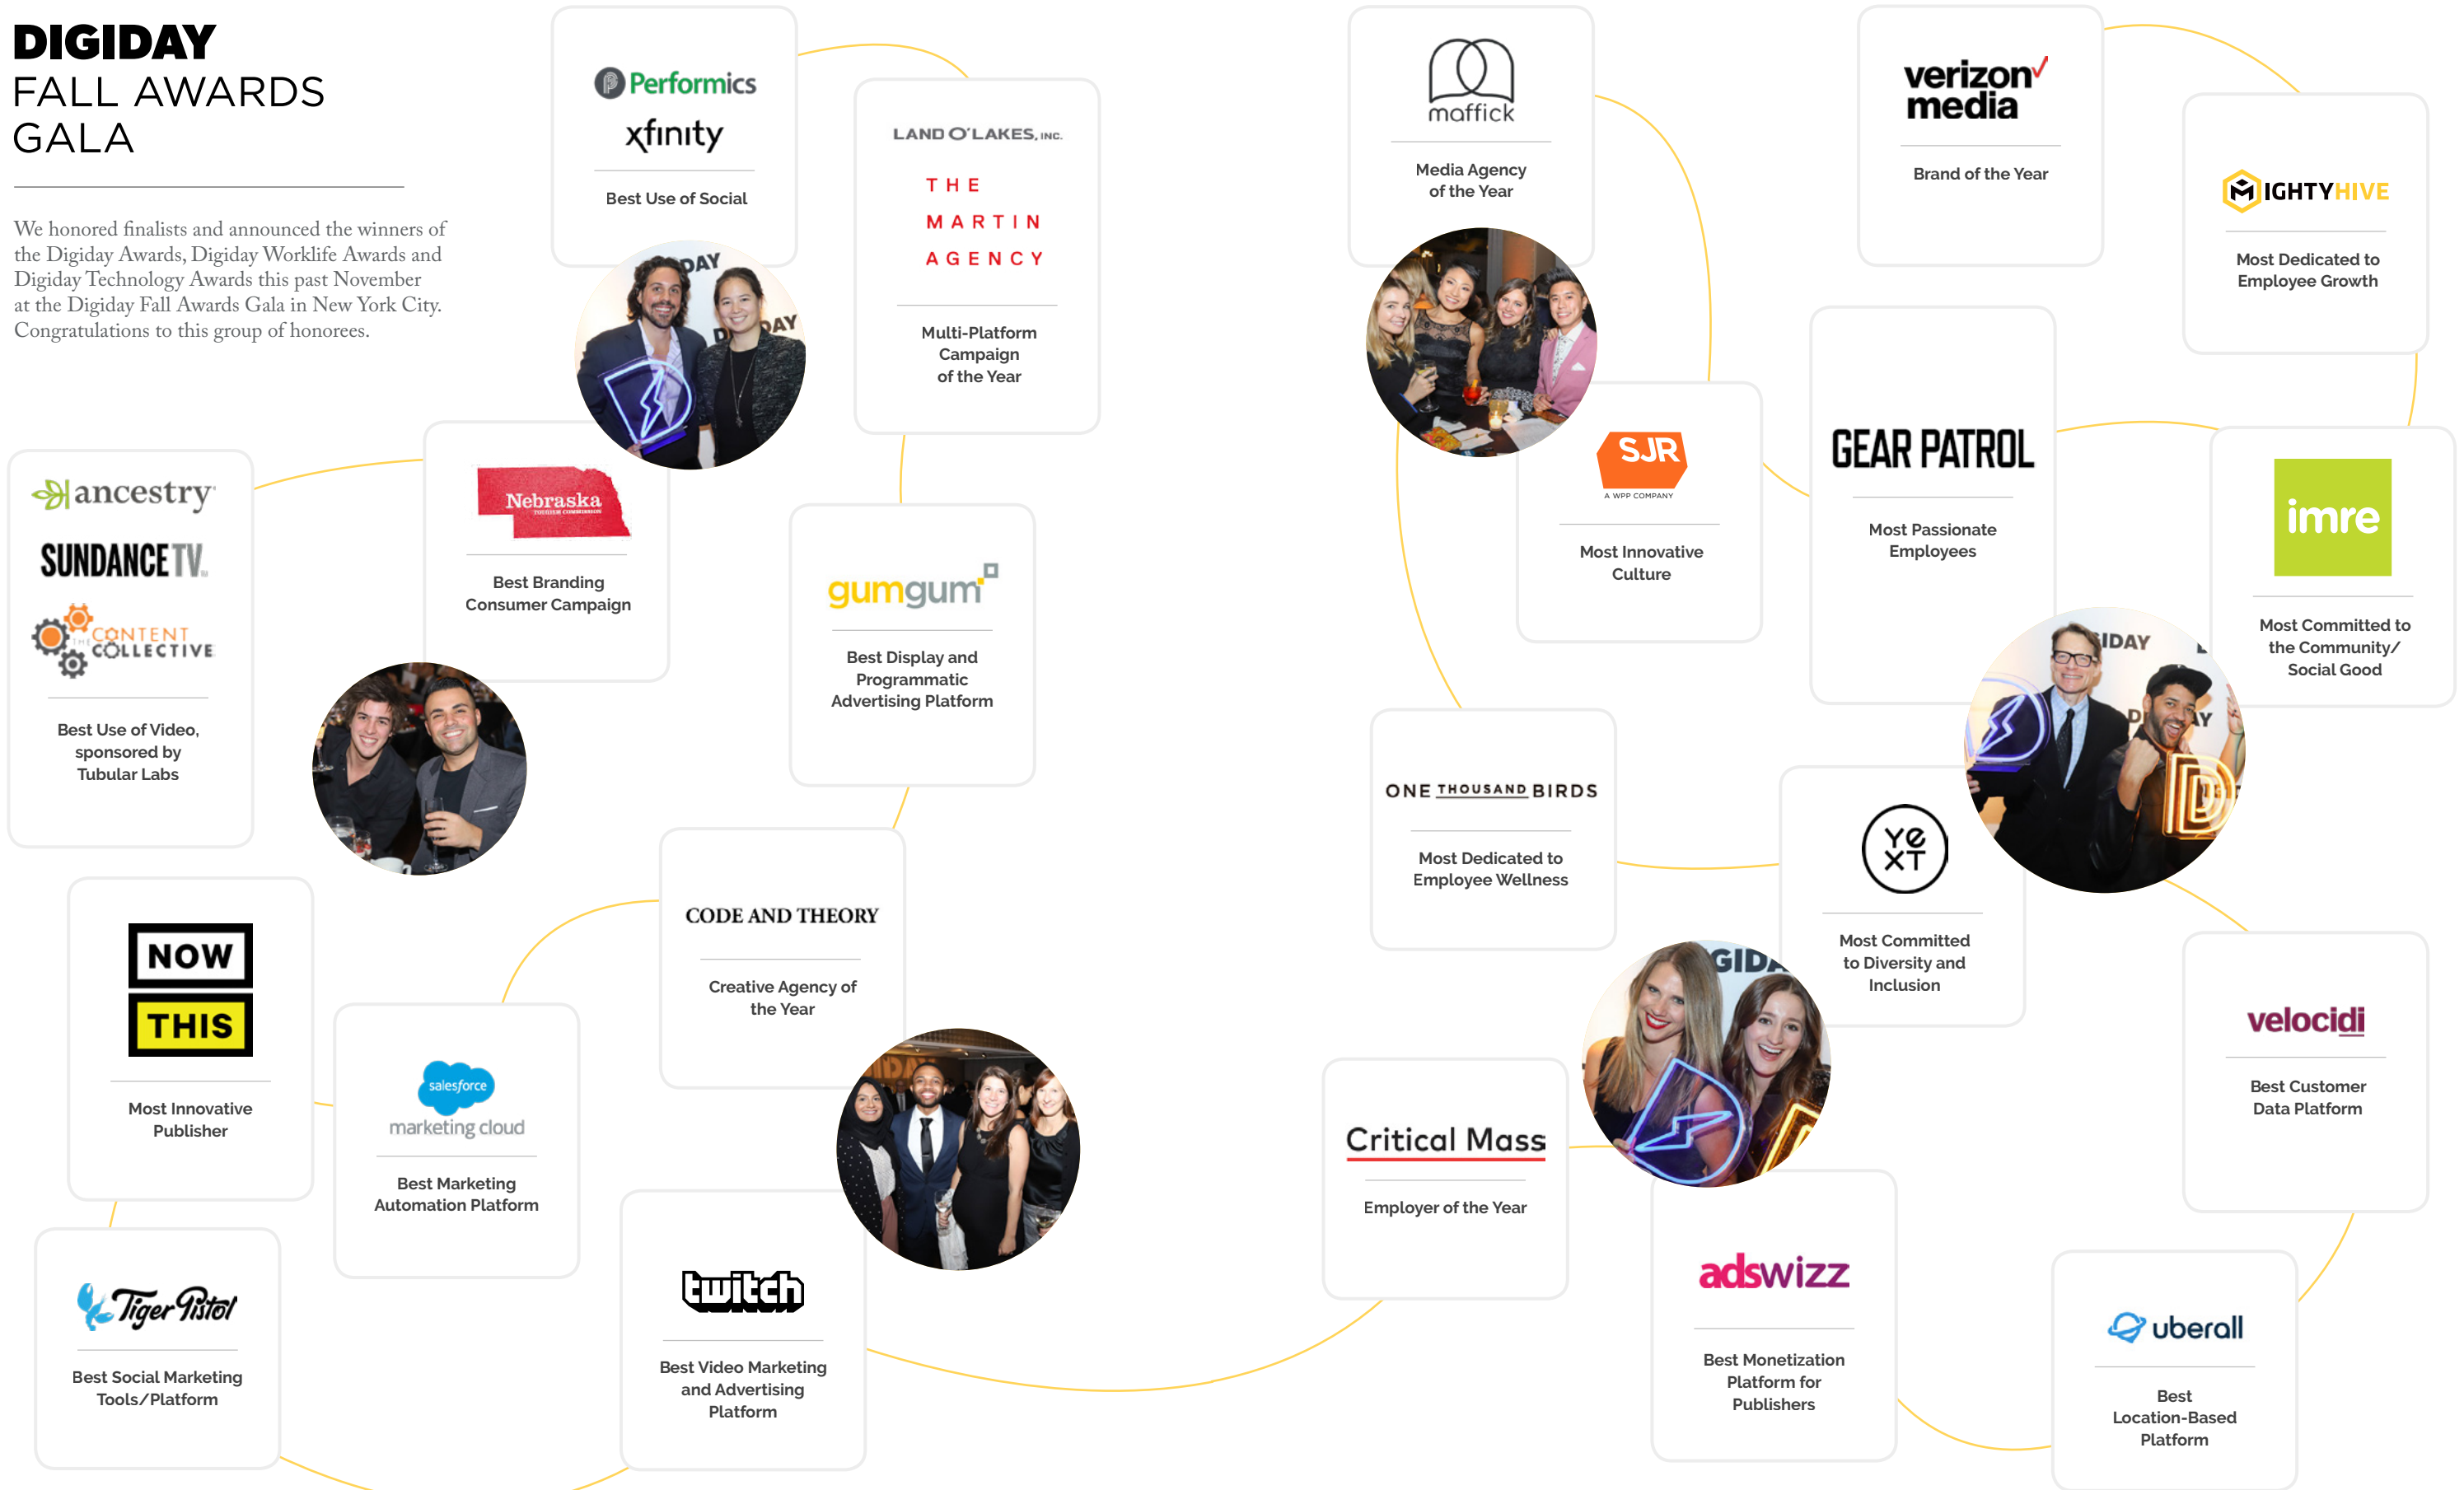 DIGIDAY
FALL AWARDS
GALA
We honored finalists and announced the winners of
the Digiday Awards, Digiday Worklife Awards and
Digiday Technology Awards this past November
at the Digiday Fall Awards Gala in New York City.
Congratulations to this group of honorees.
Performics
xfinity
Best Use of Social
LAND O'LAKES, INC.
THE
MARTIN
AGENCY
Multi-Platform
Campaign
of the Year
ancestry
SUNDANCE TV
THE CONTENT
COLLECTIVE
Best Use of Video,
sponsored by
Tubular Labs
Nebraska
TOURISM COMMISSION
Best Branding
Consumer Campaign
gumgum
Best Display and
Programmatic
Advertising Platform
NOW
THIS
Most Innovative
Publisher
salesforce
marketing cloud
Best Marketing
Automation Platform
CODE AND THEORY
Creative Agency of
the Year
Tiger Pistol
Best Social Marketing
Tools/Platform
twitch
Best Video Marketing
and Advertising
Platform
maffick
Media Agency
of the Year
verizon
media
Brand of the Year
MIGHTYHIVE
Most Dedicated to
Employee Growth
SJR
A WPP COMPANY
Most Innovative
Culture
GEAR PATROL
Most Passionate
Employees
imre
Most Committed to
the Community/
Social Good
ONE THOUSAND BIRDS
Most Dedicated to
Employee Wellness
YEXT
Most Committed
to Diversity and
Inclusion
velocidi
Best Customer
Data Platform
Critical Mass
Employer of the Year
adswizz
Best Monetization
Platform for
Publishers
uberall
Best
Location-Based
Platform